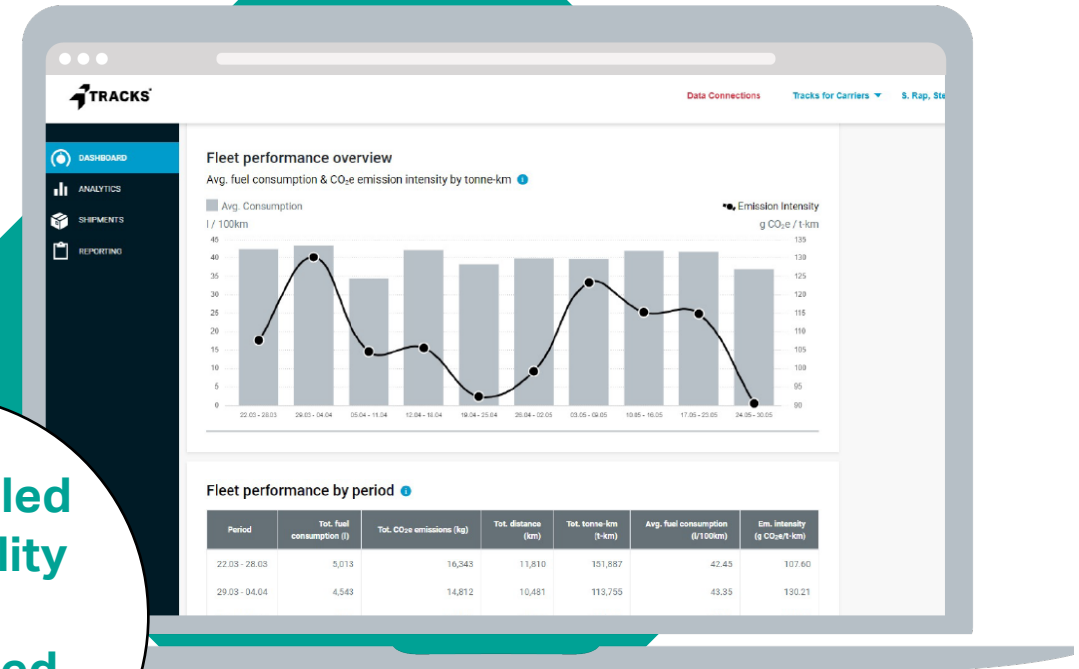 TRACKS
Data Connections
Tracks for Carriers
S. Rap, Ste
DASHBOARD
ANALYTICS
SHIPMENTS
REPORTING
Fleet performance overview
Avg. fuel consumption & CO₂e emission intensity by tonne-km
Avg. Consumption
Emission Intensity
l / 100km
g CO₂e / t-km
45
40
35
30
25
20
15
10
5
0
135
130
125
120
115
110
105
100
95
90
22.03 - 28.03
29.03 - 04.04
05.04 - 11.04
12.04 - 18.04
19.04 - 25.04
26.04 - 02.05
03.05 - 09.05
10.05 - 16.05
17.05 - 23.05
24.05 - 30.05
Fleet performance by period
Period
Tot. fuel
consumption (l)
Tot. CO₂e emissions (kg)
Tot. distance
(km)
Tot. tonne-km
(t-km)
Avg. fuel consumption
(l/100km)
Em. intensity
(g CO₂e/t-km)
22.03 - 28.03 5,013 16,343 11,810 151,887 42.45 107.60
29.03 - 04.04 4,543 14,812 10,481 113,755 43.35 130.21
led
lity